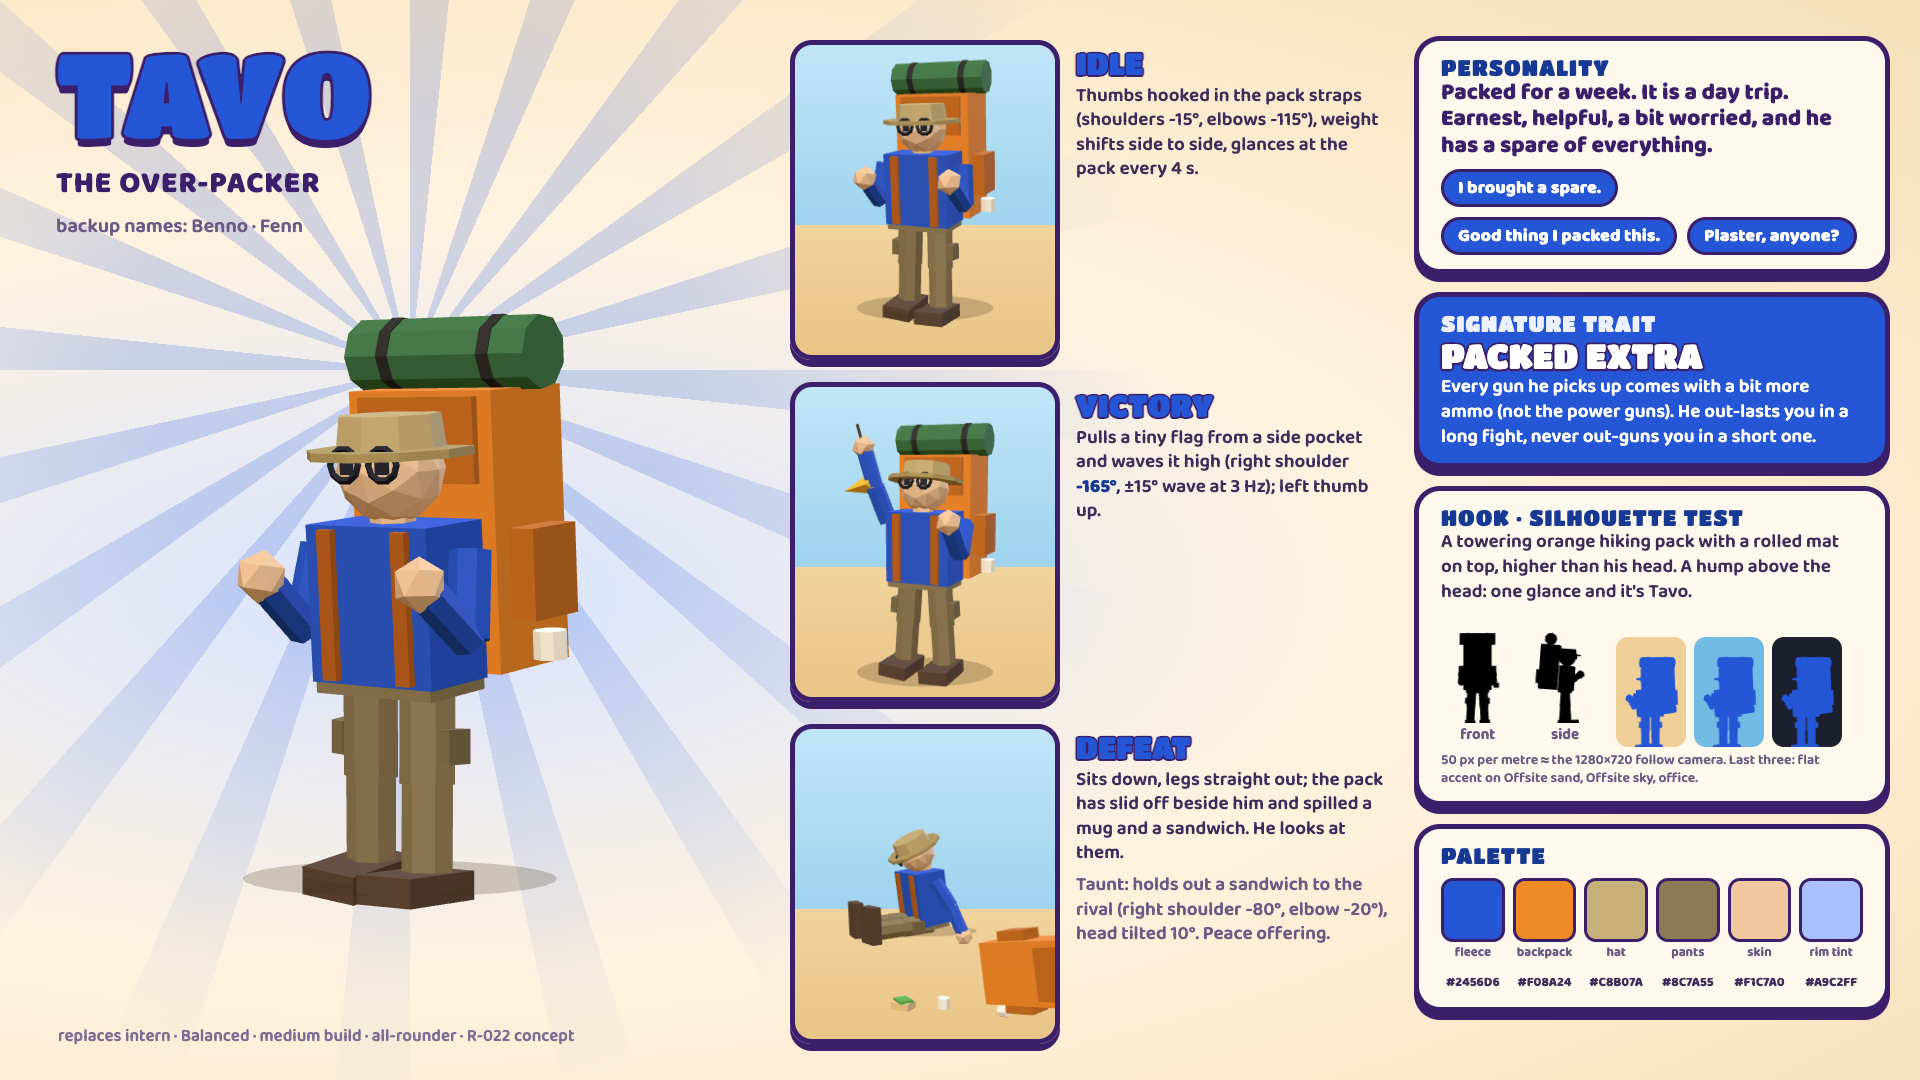 TAVO
THE OVER-PACKER
backup names: Benno · Fenn
replaces intern · Balanced · medium build · all-rounder · R-022 concept
IDLE
Thumbs hooked in the pack straps
(shoulders -15°, elbows -115°), weight
shifts side to side, glances at the
pack every 4 s.
VICTORY
Pulls a tiny flag from a side pocket
and waves it high (right shoulder
-165°, ±15° wave at 3 Hz); left thumb
up.
DEFEAT
Sits down, legs straight out; the pack
has slid off beside him and spilled a
mug and a sandwich. He looks at
them.
Taunt: holds out a sandwich to the
rival (right shoulder -80°, elbow -20°),
head tilted 10°. Peace offering.
PERSONALITY
Packed for a week. It is a day trip.
Earnest, helpful, a bit worried, and he
has a spare of everything.
I brought a spare.
Good thing I packed this.
Plaster, anyone?
SIGNATURE TRAIT
PACKED EXTRA
Every gun he picks up comes with a bit more
ammo (not the power guns). He out-lasts you in a
long fight, never out-guns you in a short one.
HOOK · SILHOUETTE TEST
A towering orange hiking pack with a rolled mat
on top, higher than his head. A hump above the
head: one glance and it's Tavo.
front
side
50 px per metre ≈ the 1280×720 follow camera. Last three: flat
accent on Offsite sand, Offsite sky, office.
PALETTE
fleece
backpack
hat
pants
skin
rim tint
#2456D6
#F08A24
#C8B07A
#8C7A55
#F1C7A0
#A9C2FF